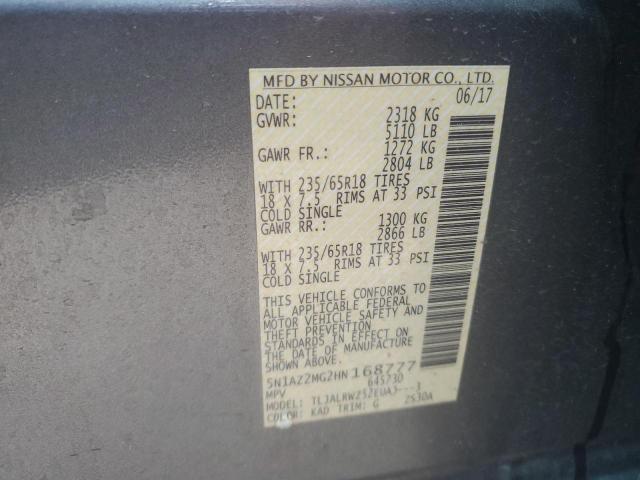 MFD BY NISSAN MOTOR CO., LTD.
DATE: 06/17
GVWR: 2318 KG
5110 LB
GAWR FR.: 1272 KG
2804 LB
WITH 235/65R18 TIRES
18 X 7.5 RIMS AT 33 PSI
COLD SINGLE
GAWR RR.: 1300 KG
2866 LB
WITH 235/65R18 TIRES
18 X 7.5 RIMS AT 33 PSI
COLD SINGLE
THIS VEHICLE CONFORMS TO
ALL APPLICABLE FEDERAL
MOTOR VEHICLE SAFETY AND
THEFT PREVENTION
STANDARDS IN EFFECT ON
THE DATE OF MANUFACTURE
SHOWN ABOVE.
5N1AZ2MG2HN168777
MPV 645730
MODEL: TLJALRWZ52EUA3---J
COLOR: KAD TRIM: G 2S30A